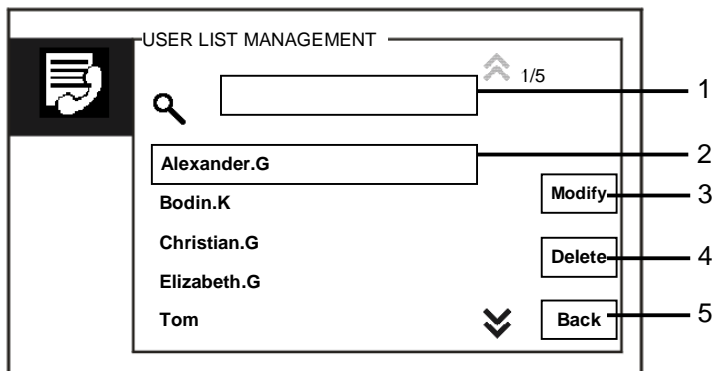 USER LIST MANAGEMENT
1/5
1
Alexander.G
2
Bodin.K
Modify
3
Christian.G
Delete
4
Elizabeth.G
Tom
Back
5